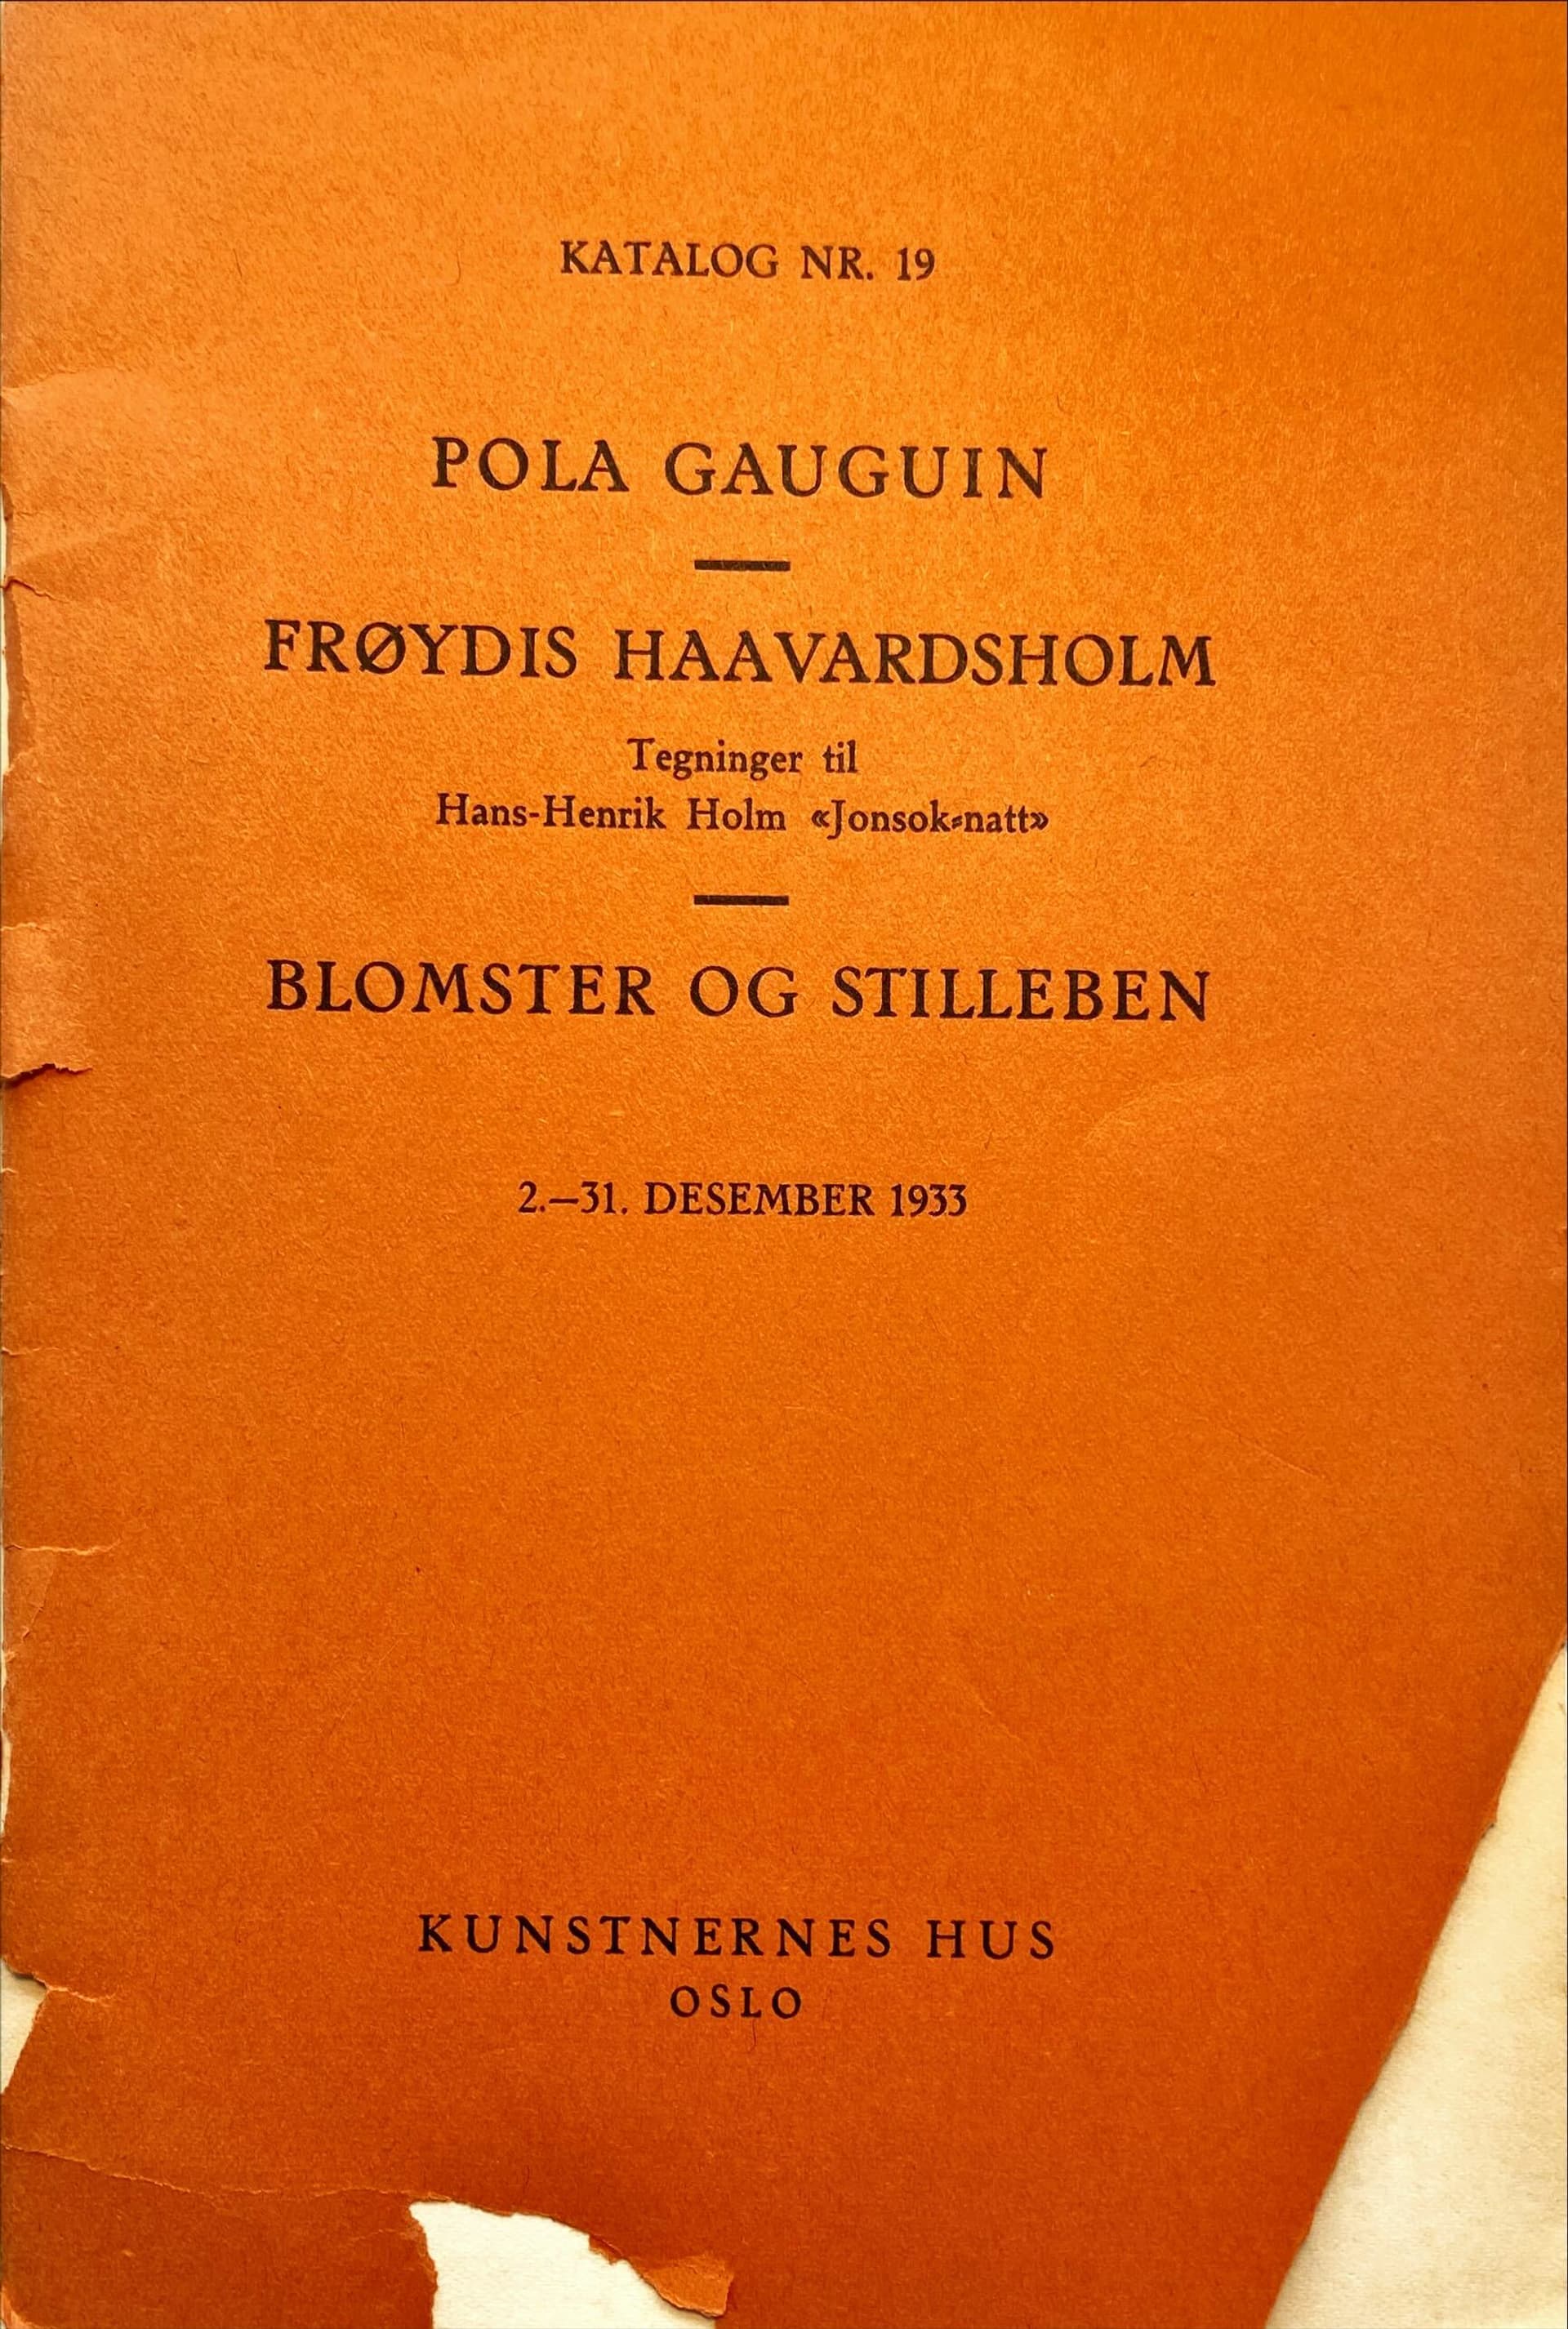 KATALOG NR. 19
POLA GAUGUIN
FRØYDIS HAAVARDSHOLM
Tegninger til
Hans-Henrik Holm «Jonsok-natt»
BLOMSTER OG STILLEBEN
2.—31. DESEMBER 1933
KUNSTNERNES HUS
OSLO